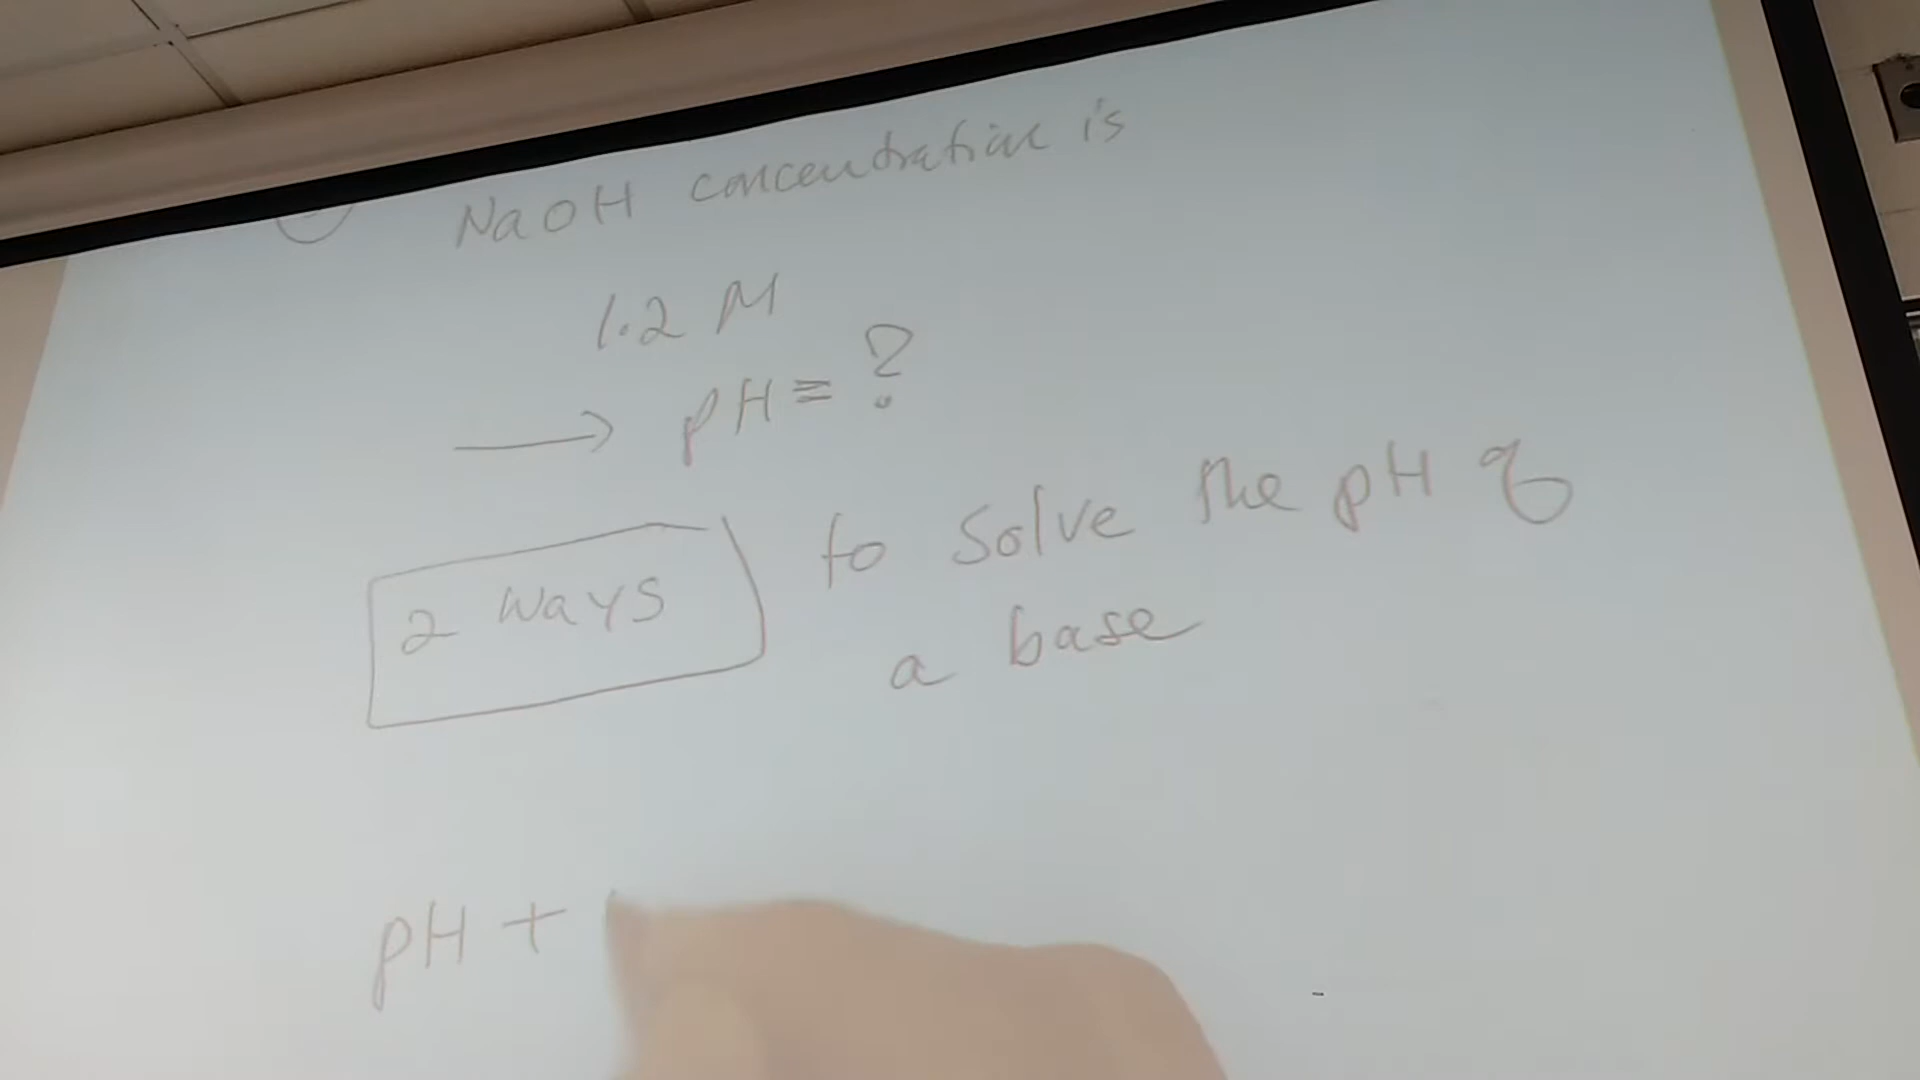 NaOH concentration is
1.2 M
→ pH = ?
2 ways to solve the pH of
a base
pH +